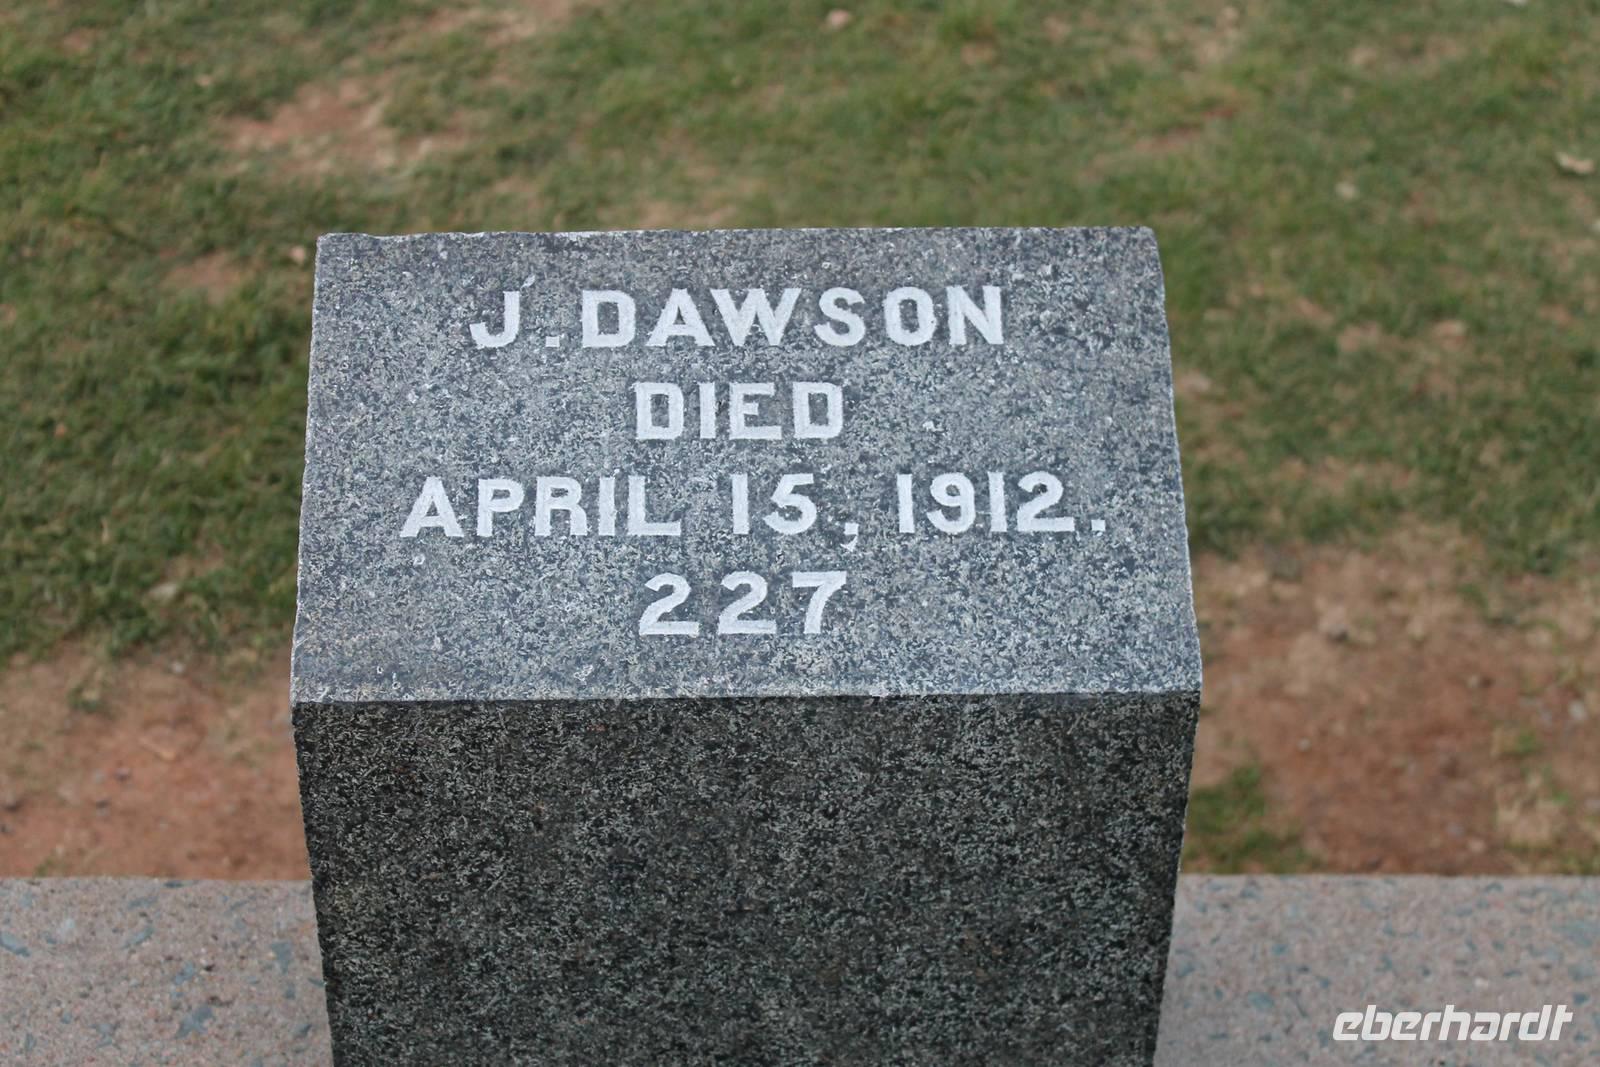 J. DAWSON
DIED
APRIL 15, 1912.
227
eberhardt